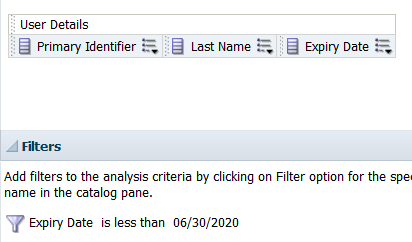 User Details
Primary Identifier Last Name Expiry Date
Filters
Add filters to the analysis criteria by clicking on Filter option for the
name in the catalog pane.
Expiry Date is less than 06/30/2020